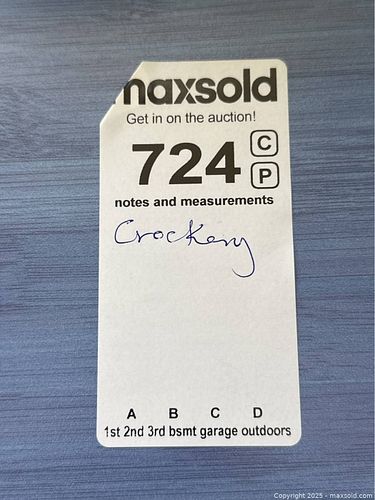 maxsold
Get in on the auction!
724 C
P
notes and measurements
Crockery
A B C D
1st 2nd 3rd bsmt garage outdoors
Copyright 2025 - maxsold.com